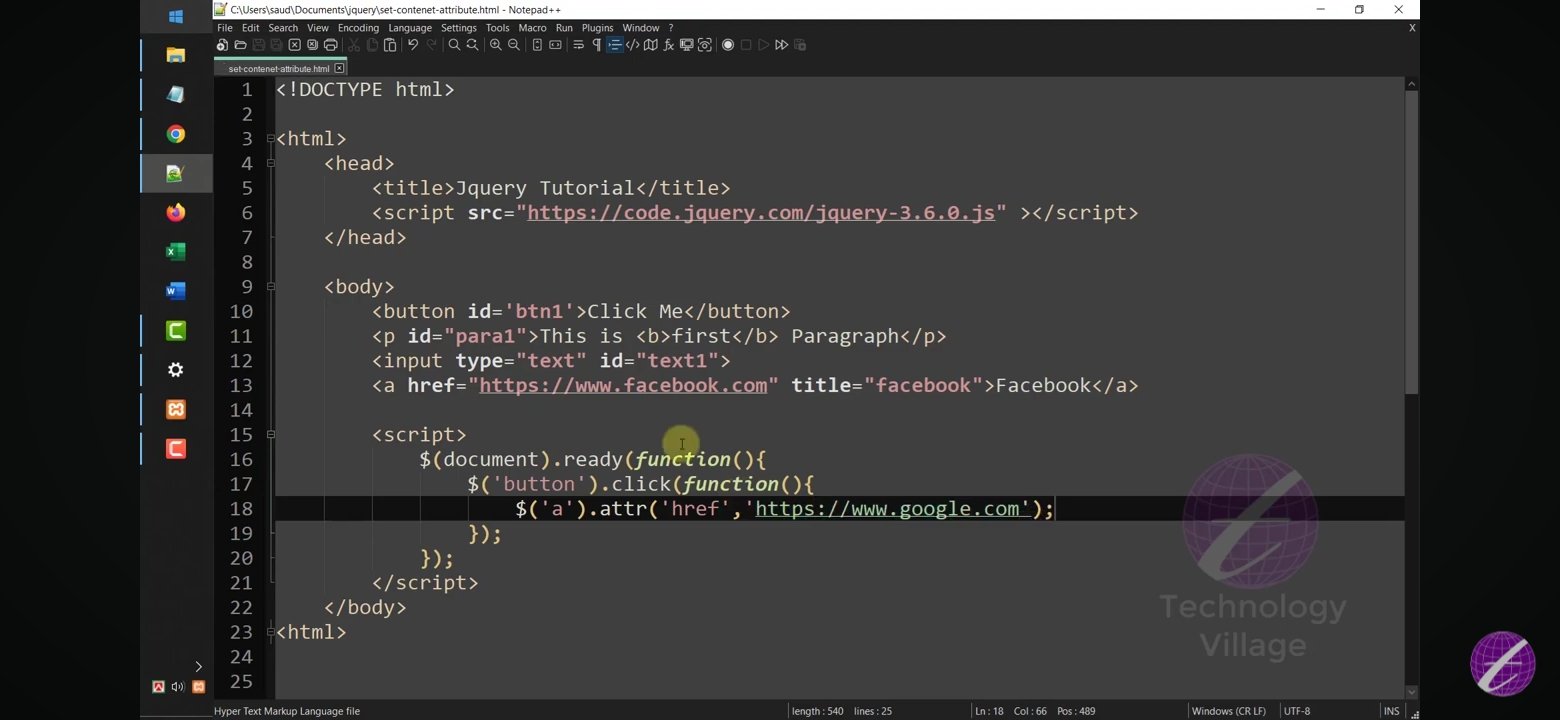 C:\Users\saud\Documents\jquery\set-contenet-attribute.html - Notepad++
File Edit Search View Encoding Language Settings Tools Macro Run Plugins Window ? X
set-contenet-attribute.html
1 <!DOCTYPE html>
2
3 <html>
4 <head>
5 <title>Jquery Tutorial</title>
6 <script src="https://code.jquery.com/jquery-3.6.0.js" ></script>
7 </head>
8
9 <body>
10 <button id='btn1'>Click Me</button>
11 <p id="para1">This is <b>first</b> Paragraph</p>
12 <input type="text" id="text1">
13 <a href="https://www.facebook.com" title="facebook">Facebook</a>
14
15 <script>
16 $(document).ready(function(){
17 $('button').click(function(){
18 $('a').attr('href','https://www.google.com');
19 });
20 });
21 </script>
22 </body>
23 <html>
24
25
Technology
Village
Hyper Text Markup Language file length : 540 lines : 25 Ln : 18 Col : 66 Pos : 489 Windows (CR LF) UTF-8 INS